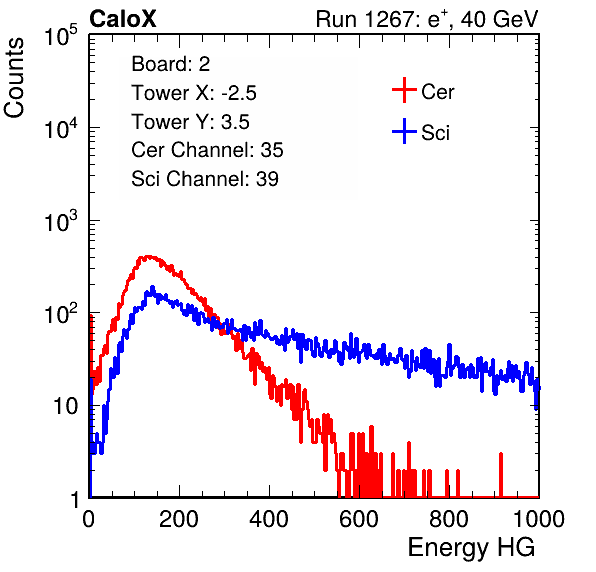 CaloX Run 1267: e⁺, 40 GeV
Counts
Board: 2
Tower X: -2.5
Tower Y: 3.5
Cer Channel: 35
Sci Channel: 39
Cer
Sci
10⁵
10⁴
10³
10²
10
1
0 200 400 600 800 1000
Energy HG